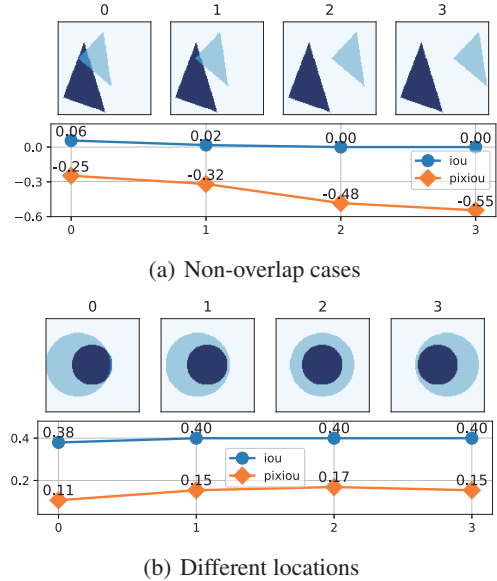 0 1 2 3
0.06 0.02 0.00 0.00
0.0
iou
-0.25 -0.32 -0.48 -0.55
pixiou
−0.3
−0.6
0 1 2 3
(a) Non-overlap cases
0 1 2 3
0.38 0.40 0.40 0.40
0.4
iou
0.11 0.15 0.17 0.15
pixiou
0.2
0 1 2 3
(b) Different locations